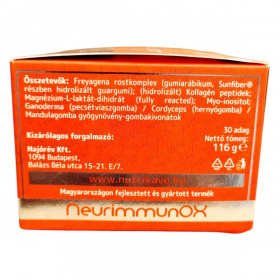 Összetevők: Freyagena rostkomplex (gumiarábikum, Sunfiber®
részben hidrolizált guargumi); (hidrolizált) Kollagén peptidek;
Magnézium-L-laktát-dihidrát (fully reacted); Myo-inositol;
Ganoderma (pecsétviaszgomba) / Cordyceps (hernyógomba) /
Mandulagomba gyógynövény-gombakivonatok
Kizárólagos forgalmazó:
Hajórév Kft.
1094 Budapest,
Balázs Béla utca 15-21. E/7.
30 adag
Nettó tömeg:
116 g
Magyarországon fejlesztett és gyártott termék
neurimmunOX